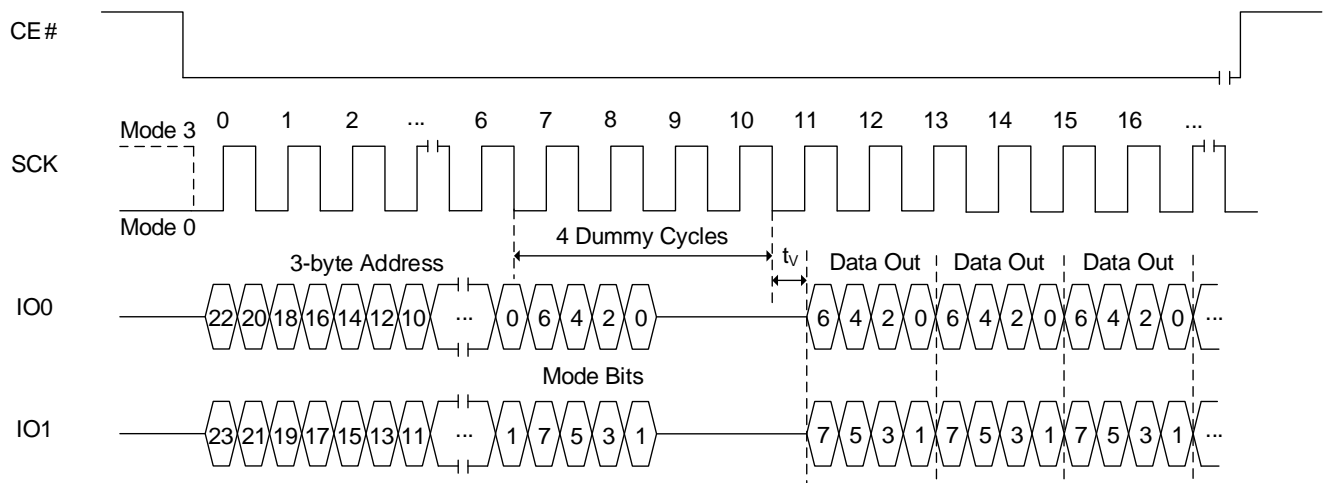 CE#
0 1 2 ... 6 7 8 9 10 11 12 13 14 15 16 ...
Mode 3
SCK
Mode 0
4 Dummy Cycles
3-byte Address
tV
Data Out Data Out Data Out
IO0
22 20 18 16 14 12 10 ... 0 6 4 2 0 6 4 2 0 6 4 2 0 6 4 2 0 ...
Mode Bits
IO1
23 21 19 17 15 13 11 ... 1 7 5 3 1 7 5 3 1 7 5 3 1 7 5 3 1 ...